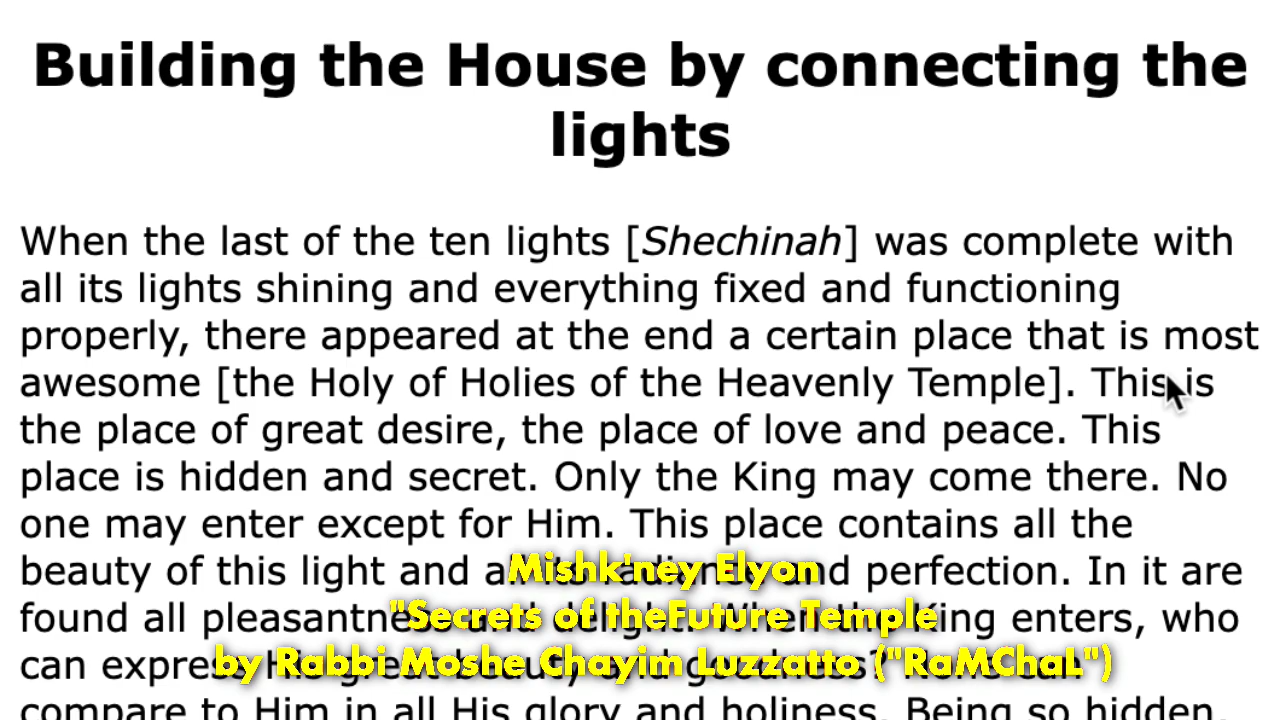 Building the House by connecting the
lights
When the last of the ten lights [Shechinah] was complete with
all its lights shining and everything fixed and functioning
properly, there appeared at the end a certain place that is most
awesome [the Holy of Holies of the Heavenly Temple]. This is
the place of great desire, the place of love and peace. This
place is hidden and secret. Only the King may come there. No
one may enter except for Him. This place contains all the
beauty of this light and and perfection. In it are
found all King enters, who
can
compare to Him in all His glory and holiness. Being so hidden,
Mishk'ney Elyon
"Secrets of theFuture Temple
by Rabbi Moshe Chayim Luzzatto ("RaMChaL")